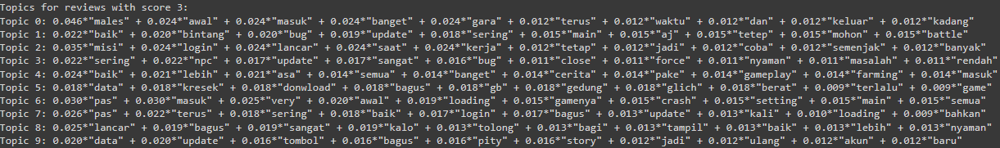 Topics for reviews with score 3:
Topic 0: 0.046*"males" + 0.024*"awal" + 0.024*"masuk" + 0.024*"banget" + 0.024*"gara" + 0.012*"terus" + 0.012*"waktu" + 0.012*"dan" + 0.012*"keluar" + 0.012*"kadang"
Topic 1: 0.022*"baik" + 0.020*"bintang" + 0.020*"bug" + 0.019*"update" + 0.018*"sering" + 0.015*"main" + 0.015*"aj" + 0.015*"tetep" + 0.015*"mohon" + 0.015*"battle"
Topic 2: 0.035*"misi" + 0.024*"login" + 0.024*"lancar" + 0.024*"saat" + 0.024*"kerja" + 0.012*"tetap" + 0.012*"jadi" + 0.012*"coba" + 0.012*"semenjak" + 0.012*"banyak"
Topic 3: 0.022*"sering" + 0.022*"npc" + 0.017*"update" + 0.017*"sangat" + 0.016*"bug" + 0.011*"close" + 0.011*"force" + 0.011*"nyaman" + 0.011*"masalah" + 0.011*"rendah"
Topic 4: 0.024*"baik" + 0.021*"lebih" + 0.021*"asa" + 0.014*"semua" + 0.014*"banget" + 0.014*"cerita" + 0.014*"pake" + 0.014*"gameplay" + 0.014*"farming" + 0.014*"masuk"
Topic 5: 0.018*"data" + 0.018*"kresek" + 0.018*"donwload" + 0.018*"bagus" + 0.018*"gb" + 0.018*"gedung" + 0.018*"glich" + 0.018*"berat" + 0.009*"terlalu" + 0.009*"game"
Topic 6: 0.030*"pas" + 0.030*"masuk" + 0.025*"very" + 0.020*"awal" + 0.019*"loading" + 0.015*"gamenya" + 0.015*"crash" + 0.015*"setting" + 0.015*"main" + 0.015*"semua"
Topic 7: 0.026*"pas" + 0.022*"terus" + 0.018*"sering" + 0.018*"baik" + 0.017*"login" + 0.017*"bagus" + 0.013*"update" + 0.013*"kali" + 0.010*"loading" + 0.009*"bahkan"
Topic 8: 0.025*"lancar" + 0.019*"bagus" + 0.019*"sangat" + 0.019*"kalo" + 0.013*"tolong" + 0.013*"bagi" + 0.013*"tampil" + 0.013*"baik" + 0.013*"lebih" + 0.013*"nyaman"
Topic 9: 0.020*"data" + 0.020*"update" + 0.016*"tombol" + 0.016*"bagus" + 0.016*"pity" + 0.016*"story" + 0.012*"jadi" + 0.012*"ulang" + 0.012*"akun" + 0.012*"baru"